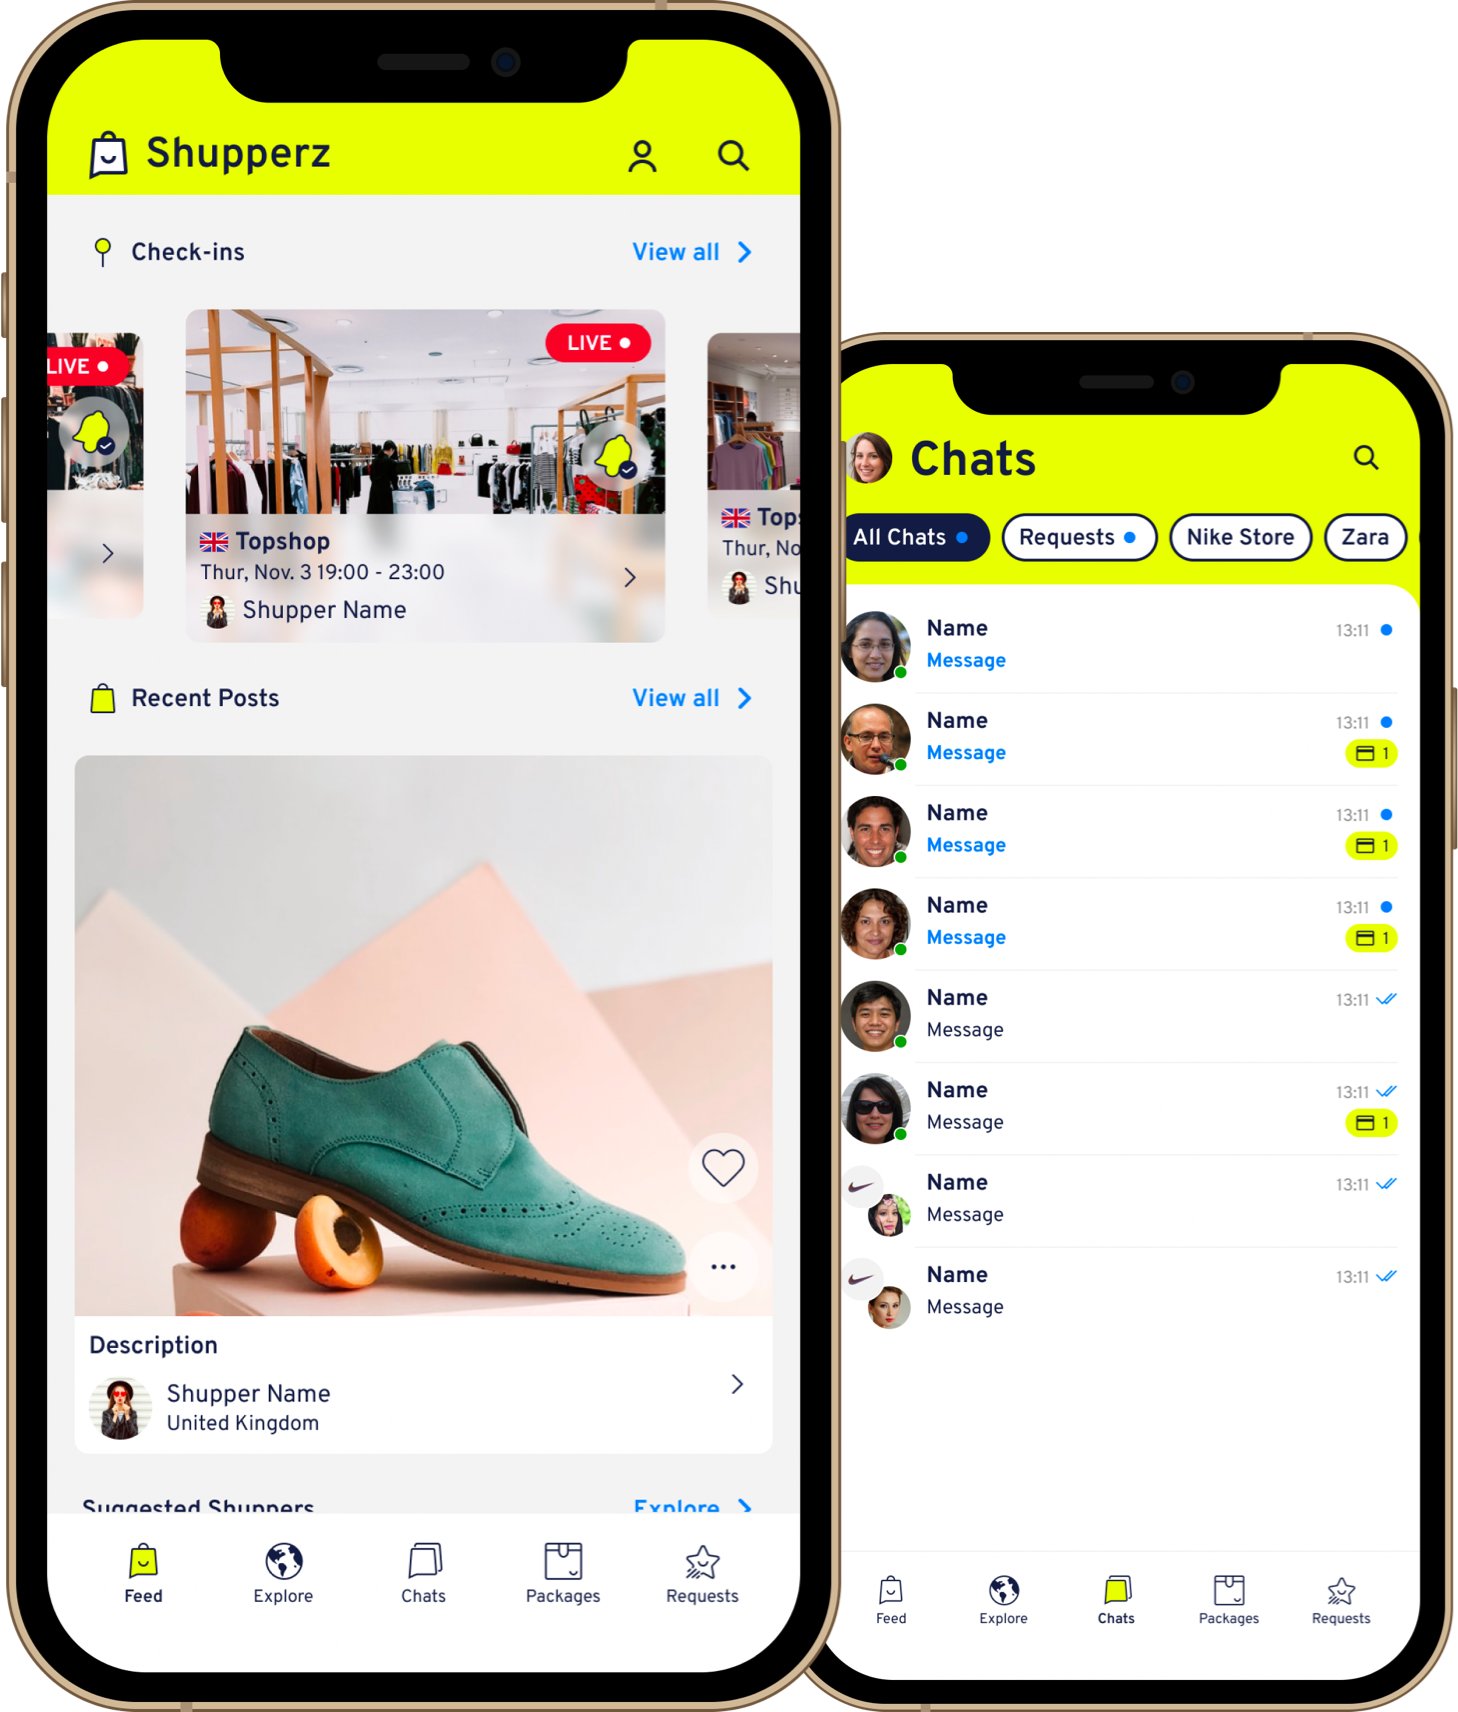 Shupperz
Check-ins
View all
LIVE
LIVE
Topshop
Thur, Nov. 3 19:00 - 23:00
Shupper Name
Tops
Thur, No
Shu
Recent Posts
View all
Description
Shupper Name
United Kingdom
Suggested Shuppers
Explore
Feed
Explore
Chats
Packages
Requests
Chats
All Chats
Requests
Nike Store
Zara
Name
13:11
Message
Name
13:11
Message
1
Name
13:11
Message
1
Name
13:11
Message
1
Name
13:11
Message
Name
13:11
Message
1
Name
13:11
Message
Name
13:11
Message
Feed
Explore
Chats
Packages
Requests